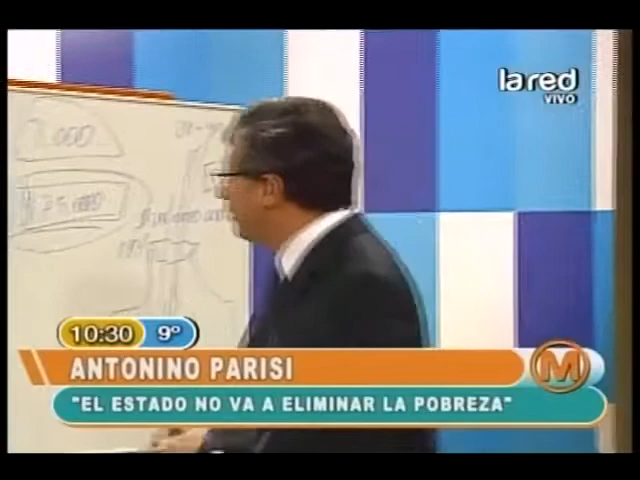 la red
VIVO
10:30 9°
ANTONINO PARISI
M
"EL ESTADO NO VA A ELIMINAR LA POBREZA"